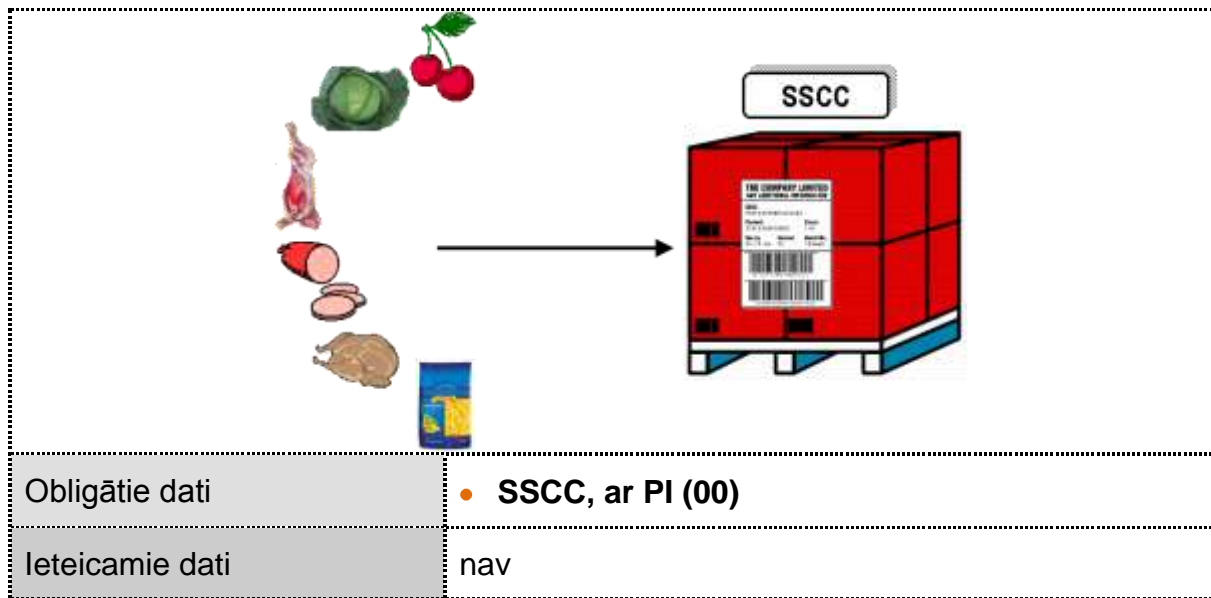 SSCC
THE COMPANY LIMITED
Obligātie dati
• SSCC, ar PI (00)
Ieteicamie dati
nav